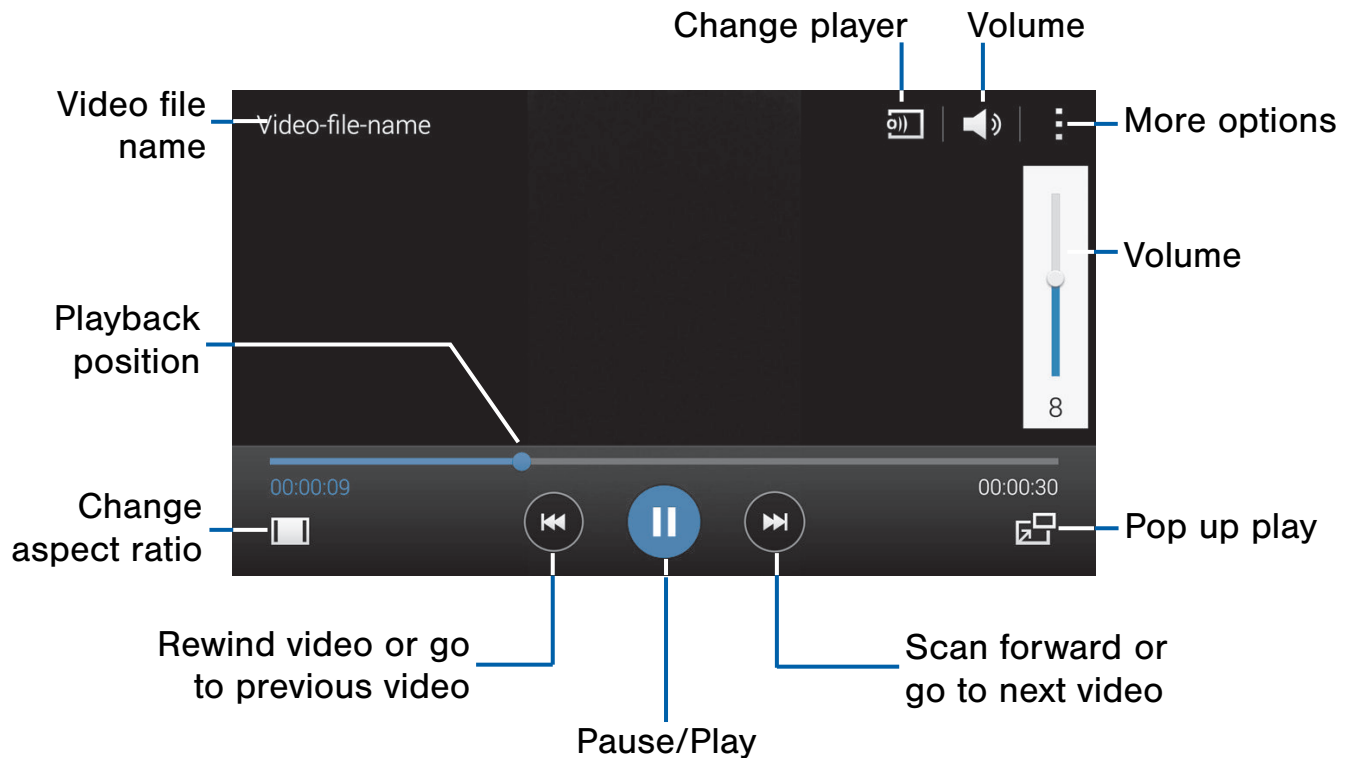 Change player
Volume
Video file
name
Video-file-name
More options
Volume
Playback
position
8
00:00:09
00:00:30
Change
aspect ratio
Pop up play
Rewind video or go
to previous video
Scan forward or
go to next video
Pause/Play